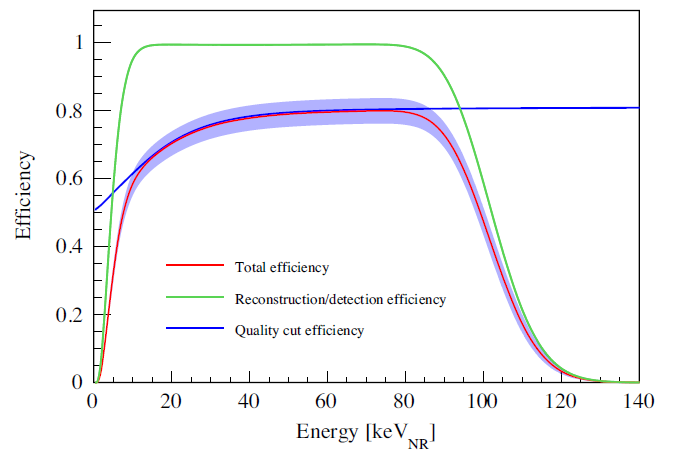 1
0.8
0.6
0.4
0.2
0
Efficiency
Total efficiency
Reconstruction/detection efficiency
Quality cut efficiency
0 20 40 60 80 100 120 140
Energy [keV_NR]